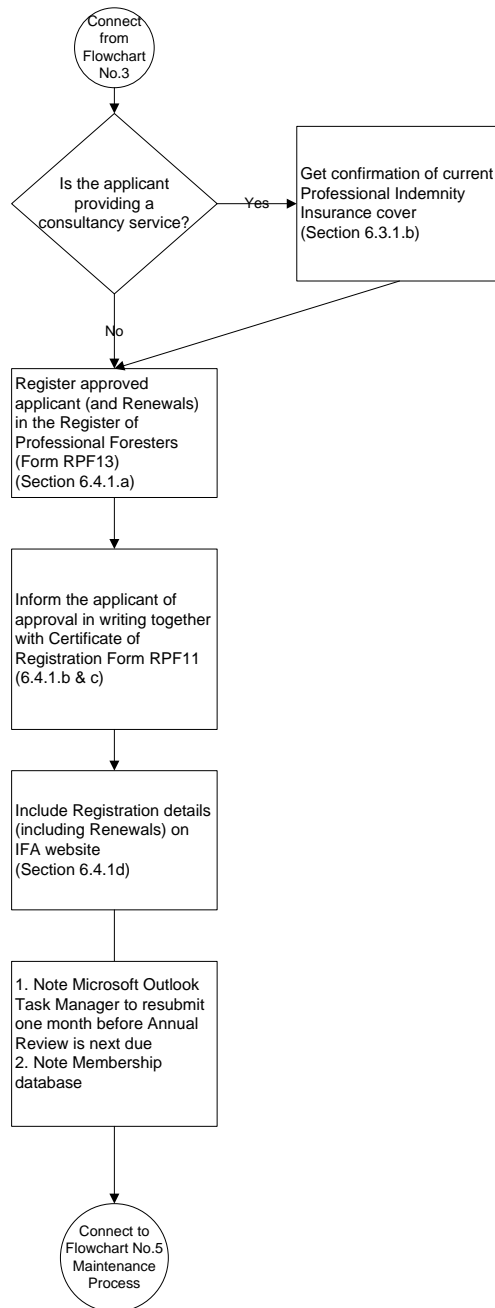 Connect
from
Flowchart
No.3
Is the applicant
providing a
consultancy service?
Yes
Get confirmation of current
Professional Indemnity
Insurance cover
(Section 6.3.1.b)
No
Register approved
applicant (and Renewals)
in the Register of
Professional Foresters
(Form RPF13)
(Section 6.4.1.a)
Inform the applicant of
approval in writing together
with Certificate of
Registration Form RPF11
(6.4.1.b & c)
Include Registration details
(including Renewals) on
IFA website
(Section 6.4.1d)
1. Note Microsoft Outlook
Task Manager to resubmit
one month before Annual
Review is next due
2. Note Membership
database
Connect to
Flowchart No.5
Maintenance
Process